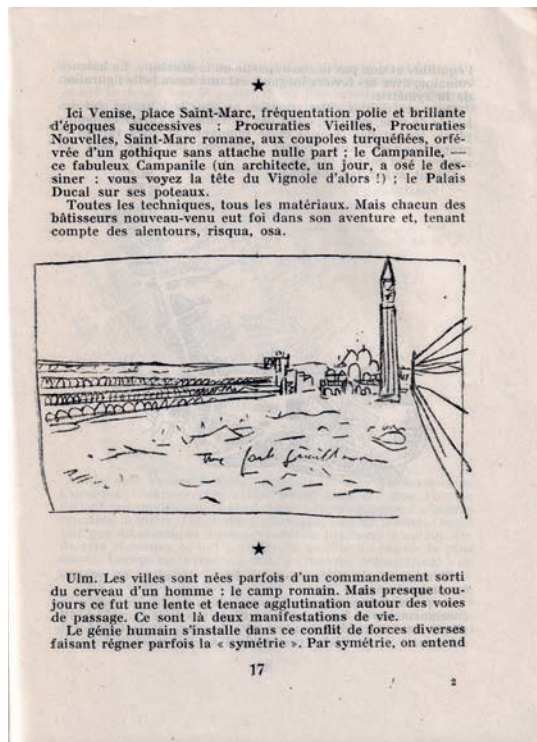 Ici Venise, place Saint-Marc, fréquentation polie et brillante
d'époques successives : Procuraties Vieilles, Procuraties
Nouvelles, Saint-Marc romane, aux coupoles turquéfiées, orfé-
vrée d'un gothique sans attache nulle part ; le Campanile, —
ce fabuleux Campanile (un architecte, un jour, a osé le des-
siner : vous voyez la tête du Vignole d'alors !) ; le Palais
Ducal sur ses poteaux.
Toutes les techniques, tous les matériaux. Mais chacun des
bâtisseurs nouveau-venu eut foi dans son aventure et, tenant
compte des alentours, risqua, osa.
Ulm. Les villes sont nées parfois d'un commandement sorti
du cerveau d'un homme : le camp romain. Mais presque tou-
jours ce fut une lente et tenace agglutination autour des voies
de passage. Ce sont là deux manifestations de vie.
Le génie humain s'installe dans ce conflit de forces diverses
faisant régner parfois la « symétrie ». Par symétrie, on entend
17
2